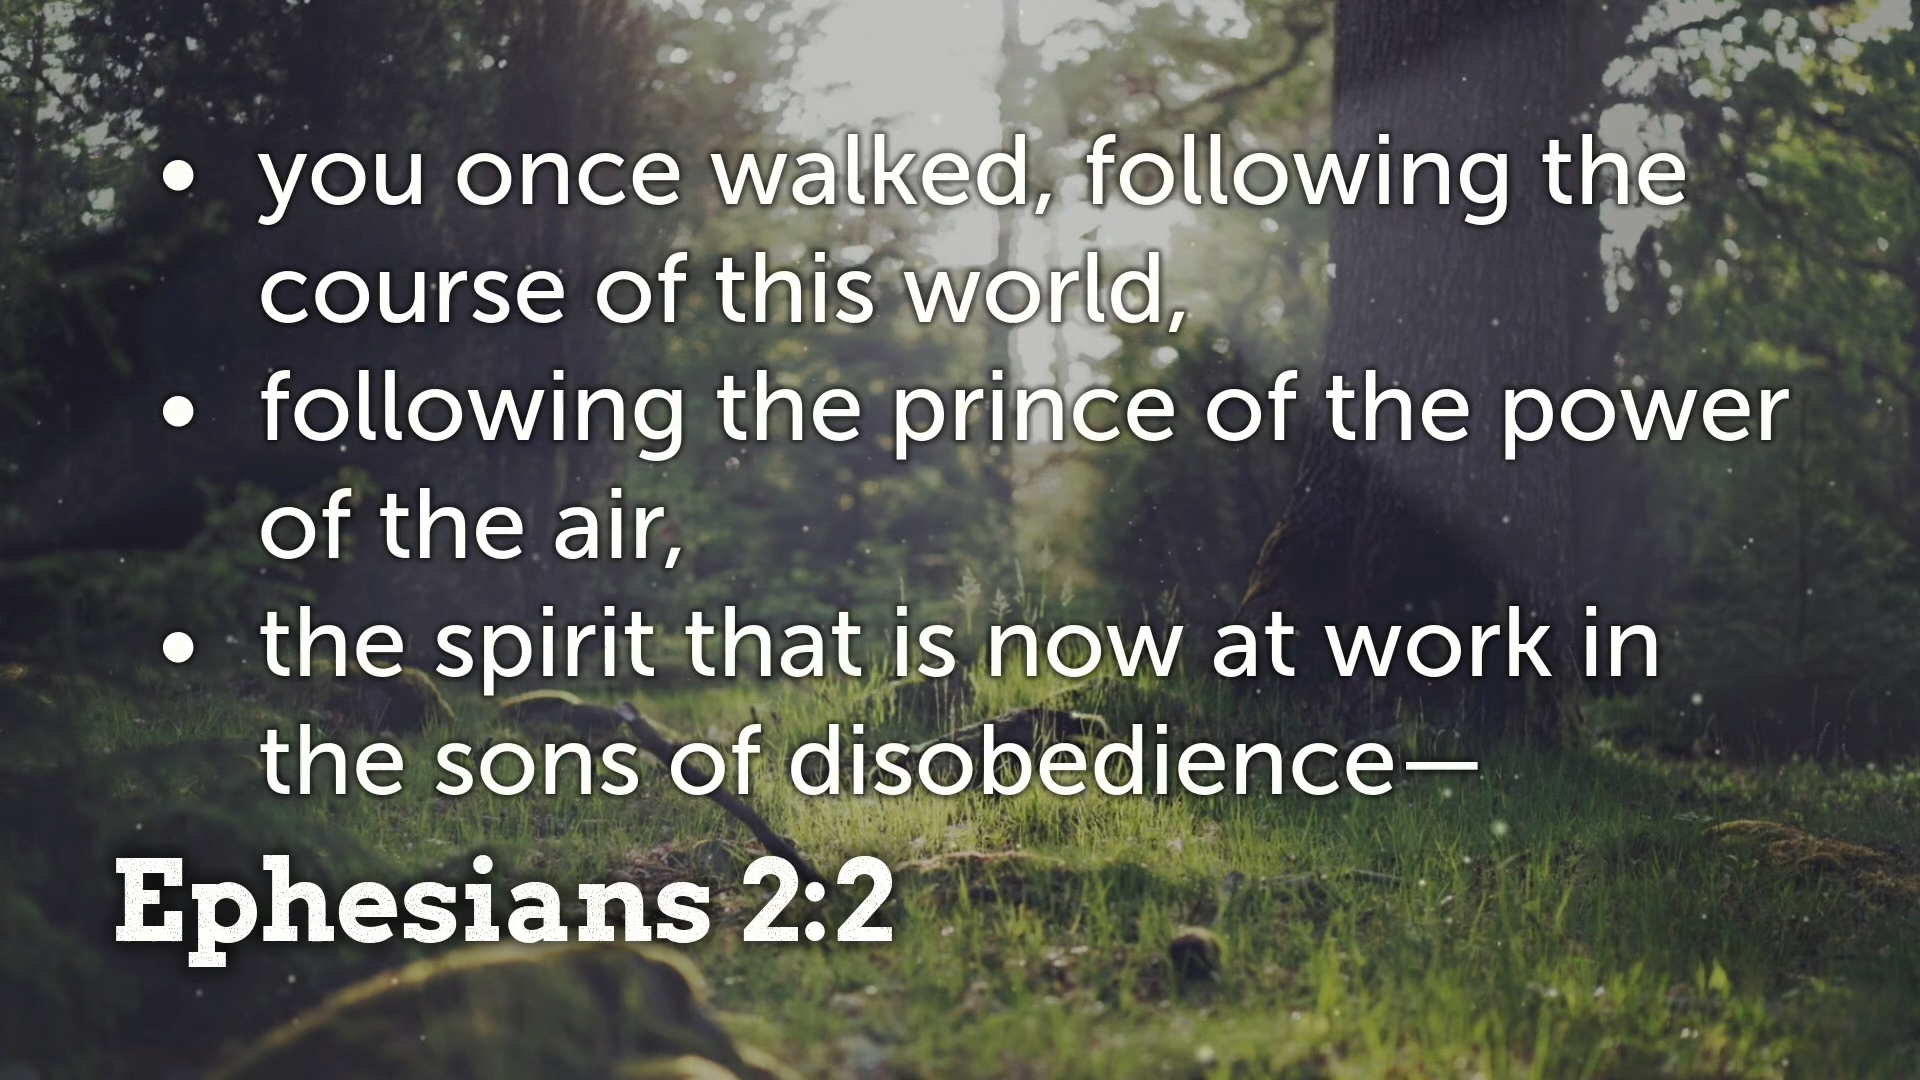 • you once walked, following the
course of this world,
• following the prince of the power
of the air,
• the spirit that is now at work in
the sons of disobedience—
Ephesians 2:2